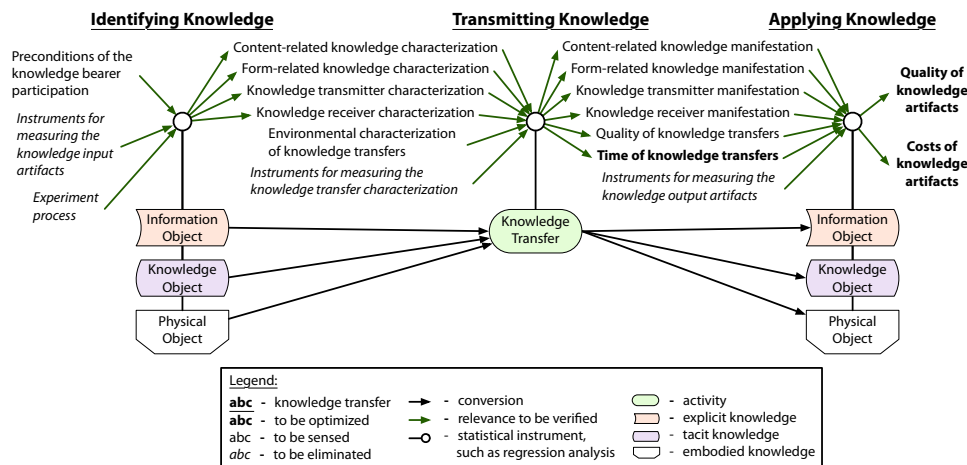 Identifying Knowledge
Transmitting Knowledge
Applying Knowledge
Preconditions of the
knowledge bearer
participation
Instruments for
measuring the
knowledge input
artifacts
Experiment
process
Content-related knowledge characterization
Form-related knowledge characterization
Knowledge transmitter characterization
Knowledge receiver characterization
Environmental characterization
of knowledge transfers
Instruments for measuring
the knowledge transfer characterization
Content-related knowledge manifestation
Form-related knowledge manifestation
Knowledge transmitter manifestation
Knowledge receiver manifestation
Quality of knowledge transfers
Time of knowledge transfers
Instruments for measuring the
knowledge output artifacts
Quality of
knowledge
artifacts
Costs of
knowledge
artifacts
Information
Object
Knowledge
Object
Physical
Object
Knowledge
Transfer
Information
Object
Knowledge
Object
Physical
Object
Legend:
abc - knowledge transfer
abc - to be optimized
abc - to be sensed
abc - to be eliminated
- conversion
- relevance to be verified
- statistical instrument,
such as regression analysis
- activity
- explicit knowledge
- tacit knowledge
- embodied knowledge